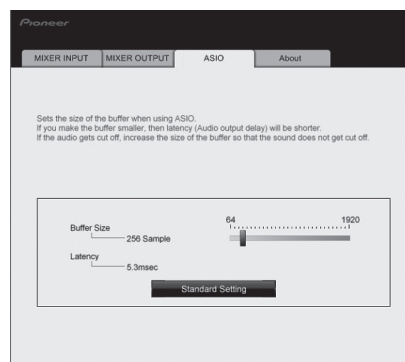 Pioneer
MIXER INPUT MIXER OUTPUT ASIO About
Sets the size of the buffer when using ASIO.
If you make the buffer smaller, then latency (Audio output delay) will be shorter.
If the audio gets cut off, increase the size of the buffer so that the sound does not get cut off.
64 1920
Buffer Size
256 Sample
Latency
5.3msec
Standard Setting